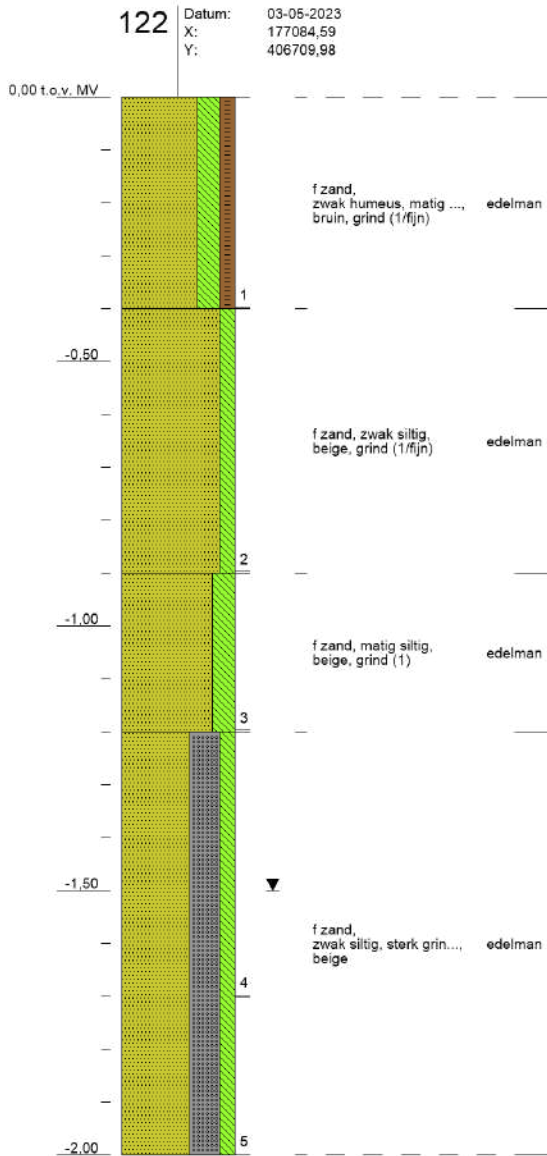 122
Datum: 03-05-2023
X: 177084,59
Y: 406709,98
0,00 t.o.v. MV
f zand,
zwak humeus, matig ..., edelman
bruin, grind (1/fijn)
1
-0,50
f zand, zwak siltig, edelman
beige, grind (1/fijn)
2
-1,00
f zand, matig siltig, edelman
beige, grind (1)
3
-1,50
f zand,
zwak siltig, sterk grin..., edelman
beige
4
5
-2,00